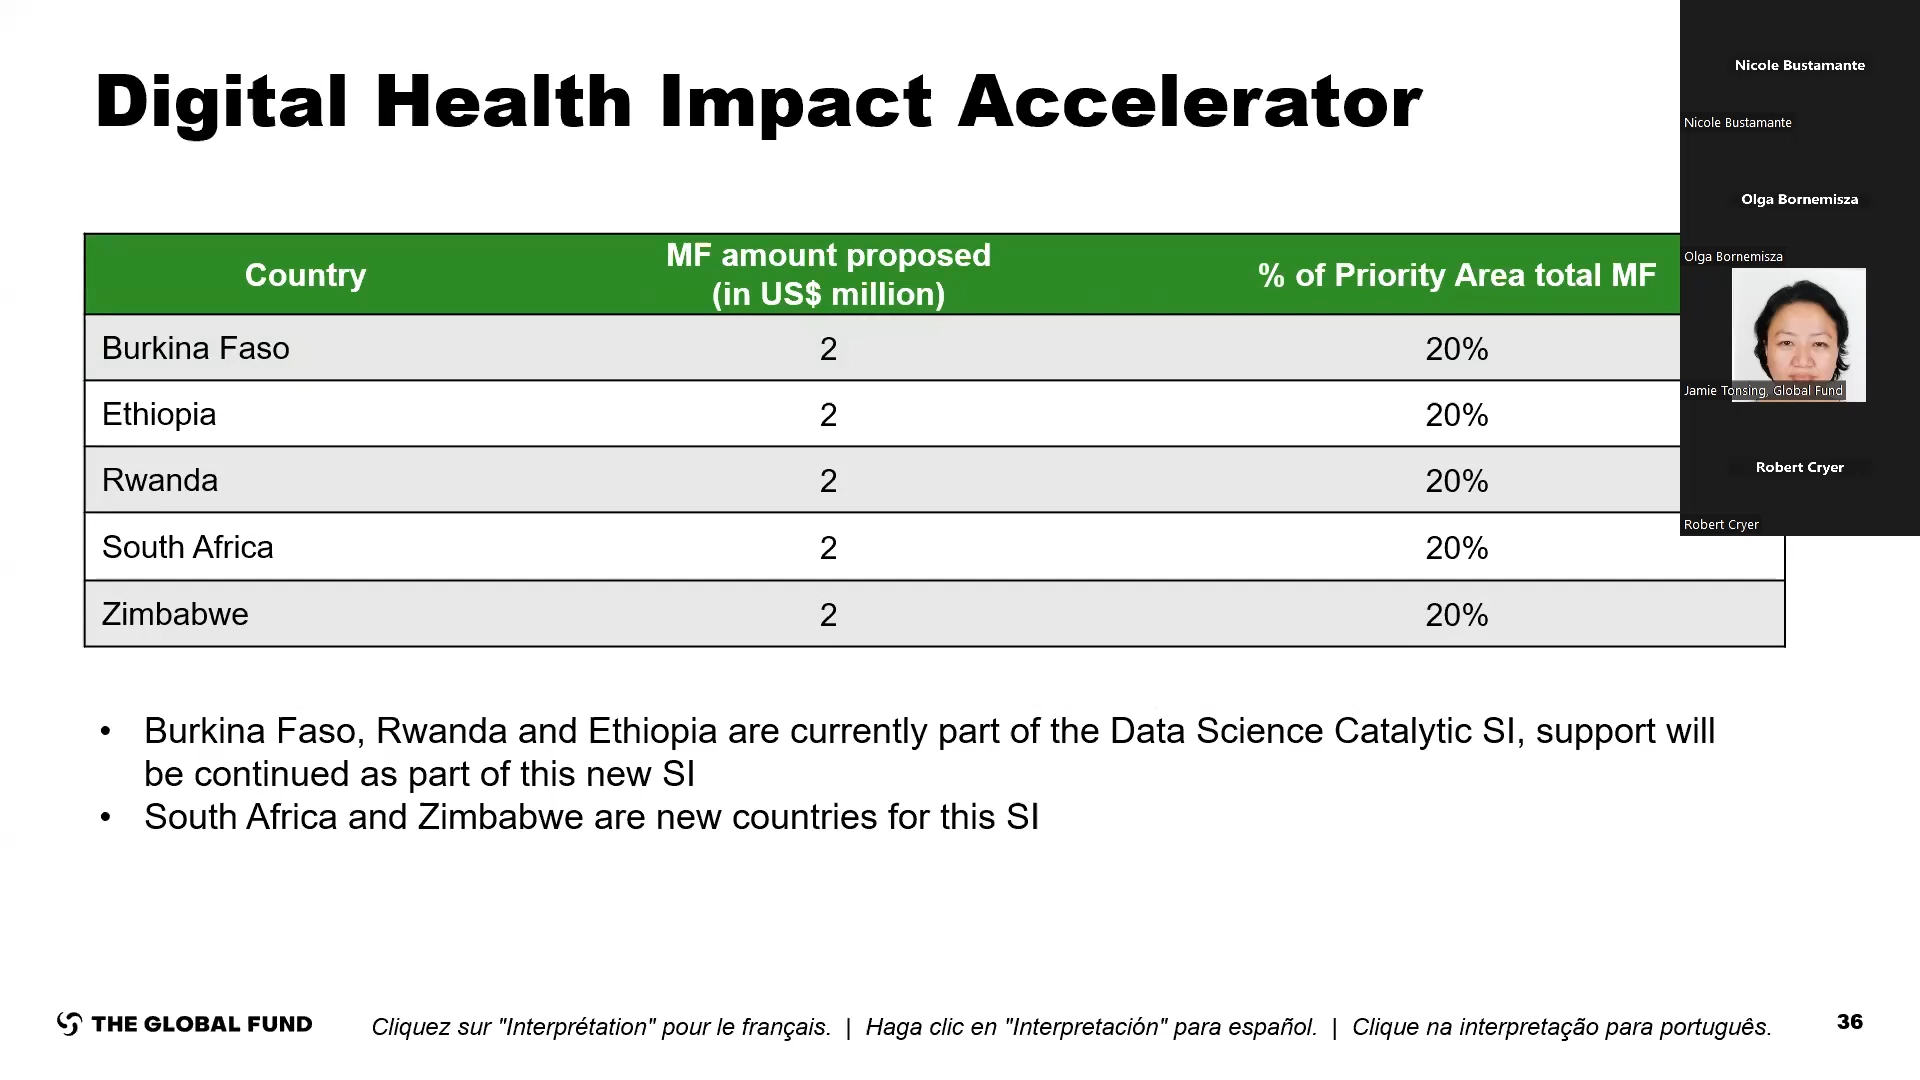 Digital Health Impact Accelerator
Country
MF amount proposed
(in US$ million)
% of Priority Area total MF
Burkina Faso 2 20%
Ethiopia 2 20%
Rwanda 2 20%
South Africa 2 20%
Zimbabwe 2 20%
• Burkina Faso, Rwanda and Ethiopia are currently part of the Data Science Catalytic SI, support will
be continued as part of this new SI
• South Africa and Zimbabwe are new countries for this SI
THE GLOBAL FUND
Cliquez sur "Interprétation" pour le français. | Haga clic en "Interpretación" para español. | Clique na interpretação para português.
36
Nicole Bustamante
Nicole Bustamante
Olga Bornemisza
Olga Bornemisza
Jamie Tonsing, Global Fund
Robert Cryer
Robert Cryer